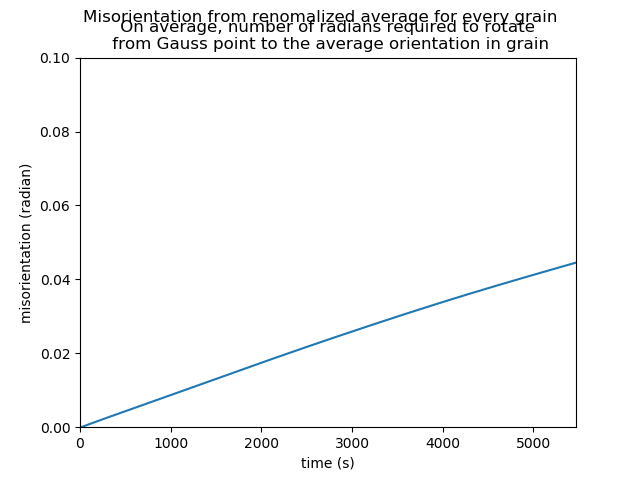 Misorientation from renomalized average for every grain
On average, number of radians required to rotate
from Gauss point to the average orientation in grain
0.10
0.08
0.06
0.04
0.02
0.00
misorientation (radian)
0 1000 2000 3000 4000 5000
time (s)